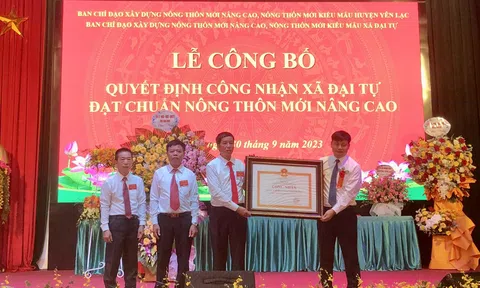 BAN CHỈ ĐẠO XÂY DỰNG NÔNG THÔN MỚI NÂNG CAO, NÔNG THÔN MỚI KIỂU MẪU HUYỆN YÊN LẠC
BAN CHỈ ĐẠO XÂY DỰNG NÔNG THÔN MỚI NÂNG CAO, NÔNG THÔN MỚI KIỂU MẪU XÃ ĐẠI TỰ
LỄ CÔNG BỐ
QUYẾT ĐỊNH CÔNG NHẬN XÃ ĐẠI TỰ
ĐẠT CHUẨN NÔNG THÔN MỚI NÂNG CAO
tháng 9 năm 2023